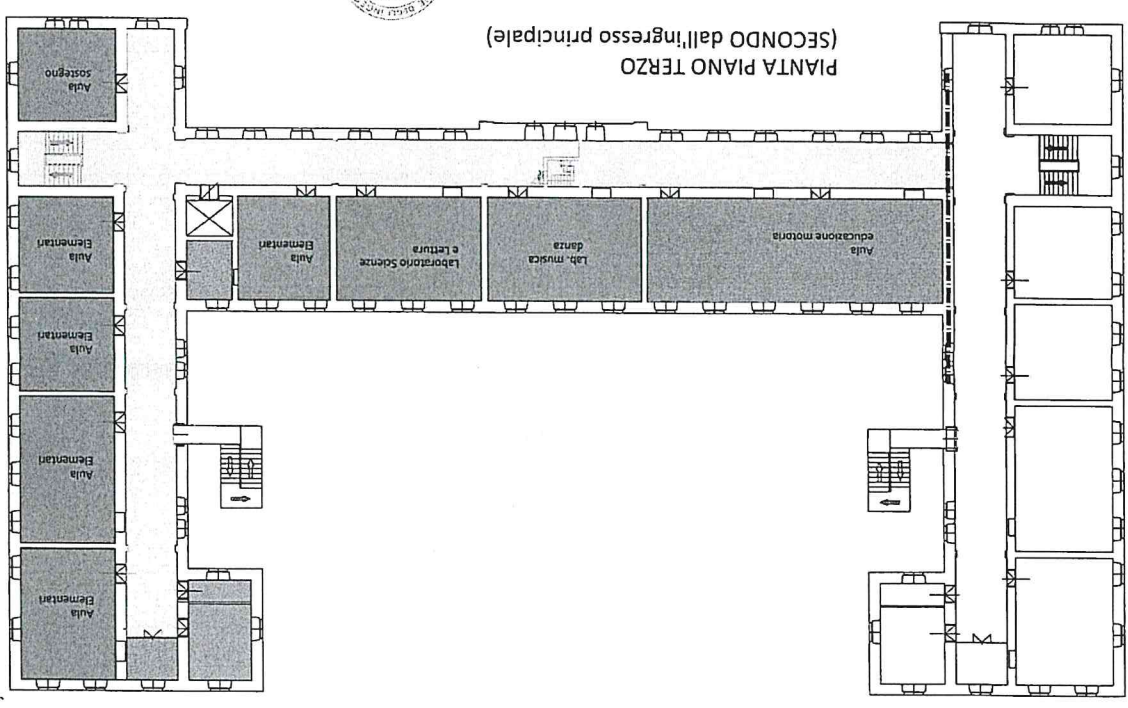 Aula
Elementari
Aula
Elementari
Aula
Elementari
Aula
educazione motoria
Lab. musica
danza
Laboratorio Scienze
e Lettura
Aula
Elementari
Aula
Elementari
Aula
sostegno
PIANTA PIANO TERZO
(SECONDO dall'ingresso principale)
DEGLI